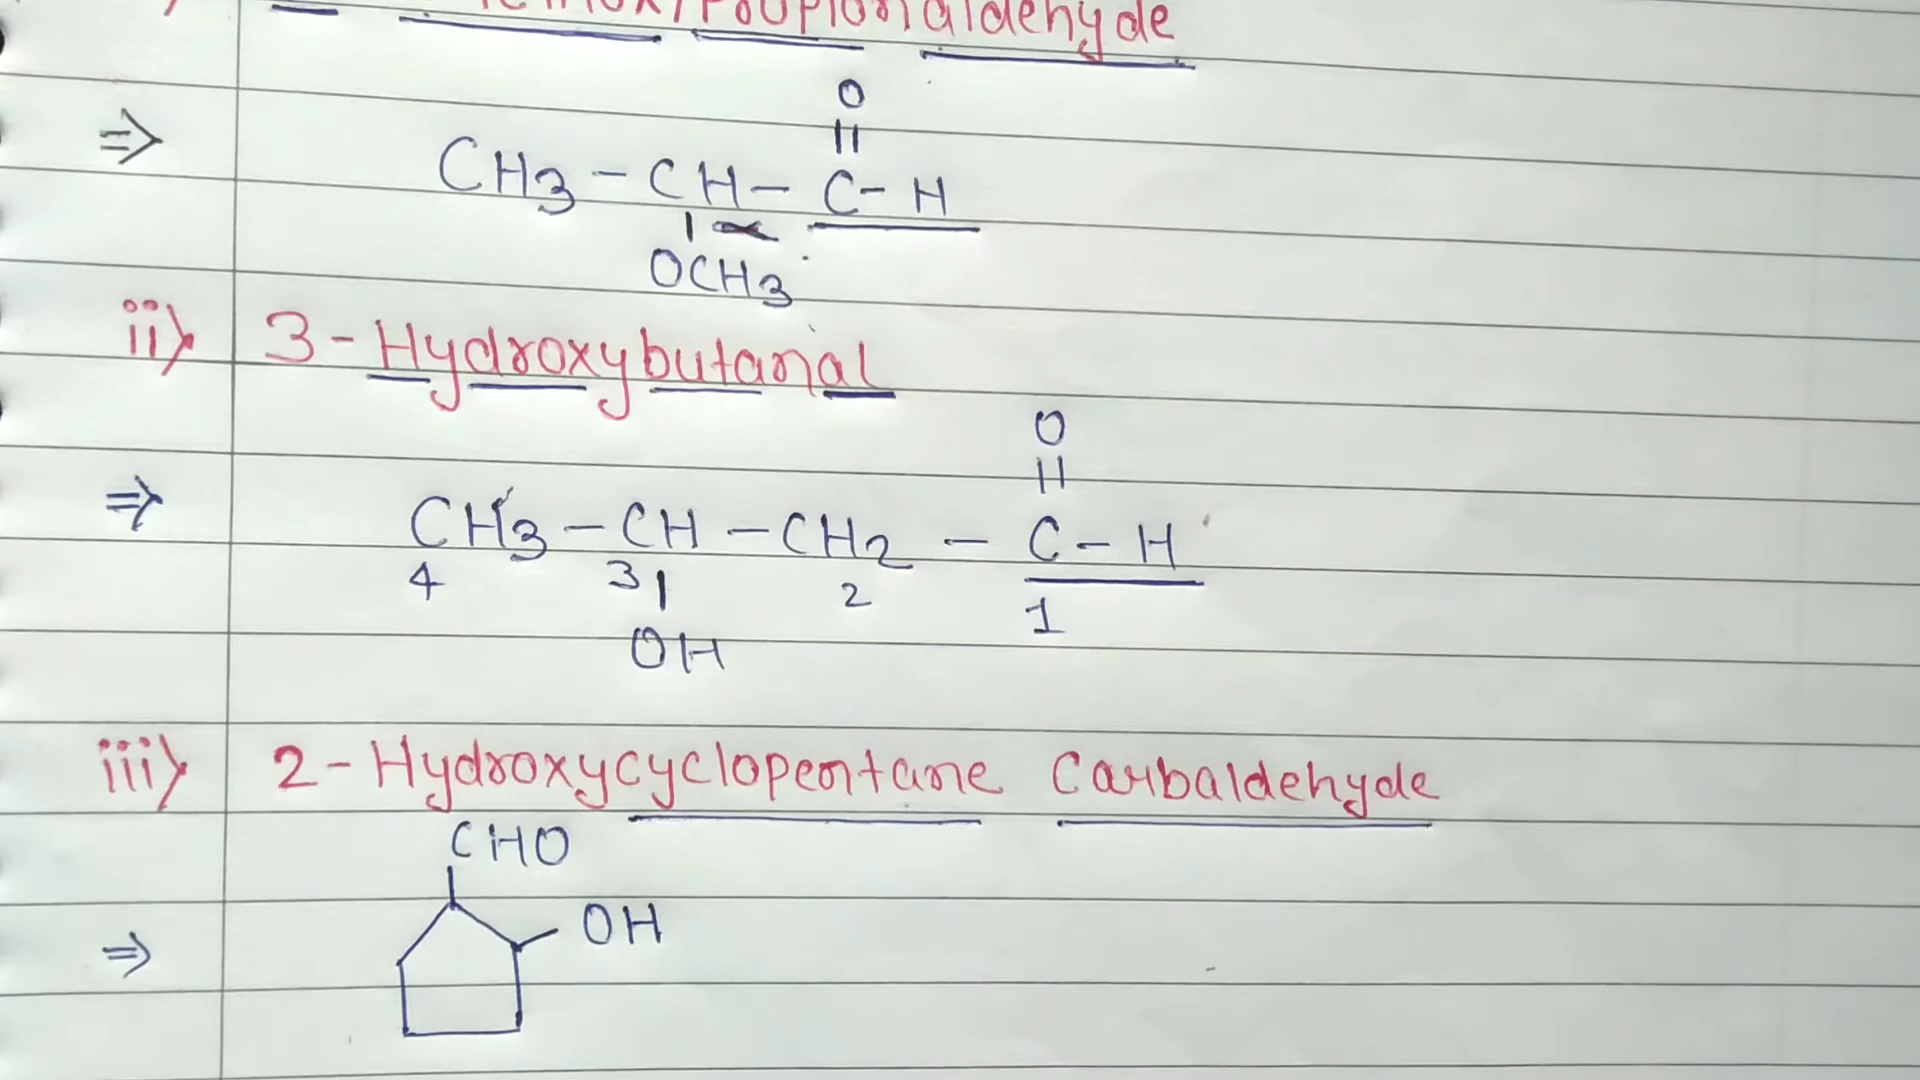 O
||
⇒ CH3 - CH - C - H
| ∝
OCH3
ii) 3-Hydroxybutanal
O
||
⇒ CH3 - CH - CH2 - C - H
4 3 | 2 1
OH
iii) 2-Hydroxycyclopentane Carbaldehyde
CHO
⇒ OH